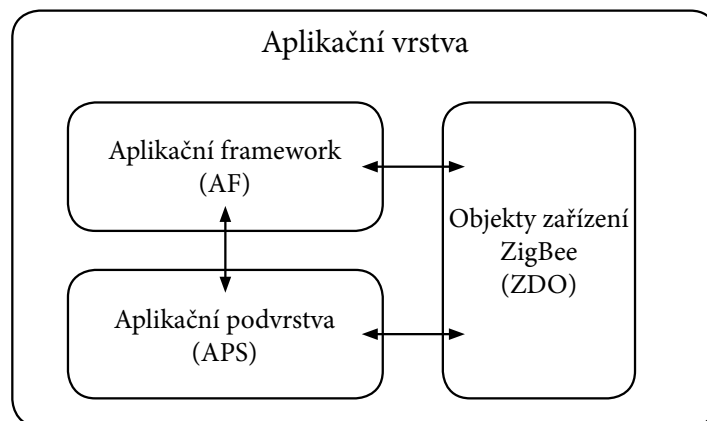 Aplikační vrstva
Aplikační framework
(AF)
Objekty zařízení
ZigBee
(ZDO)
Aplikační podvrstva
(APS)